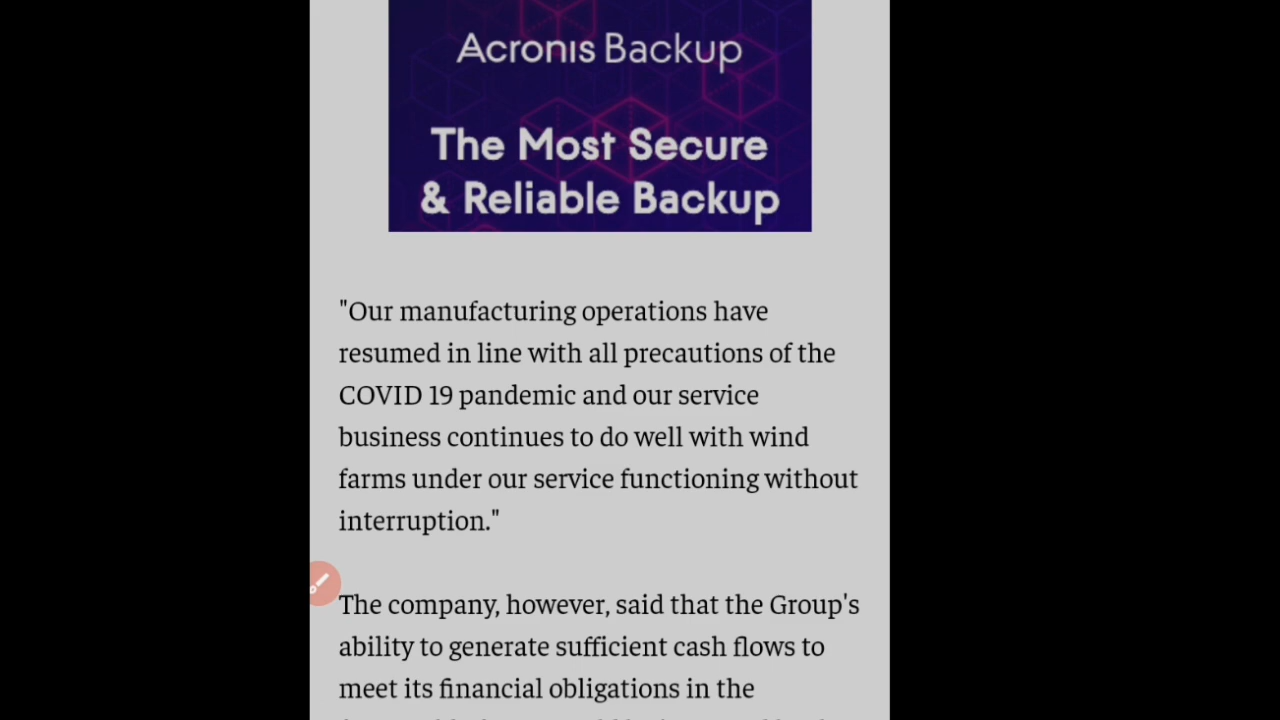 Acronis Backup
The Most Secure
& Reliable Backup
"Our manufacturing operations have
resumed in line with all precautions of the
COVID 19 pandemic and our service
business continues to do well with wind
farms under our service functioning without
interruption."
The company, however, said that the Group's
ability to generate sufficient cash flows to
meet its financial obligations in the